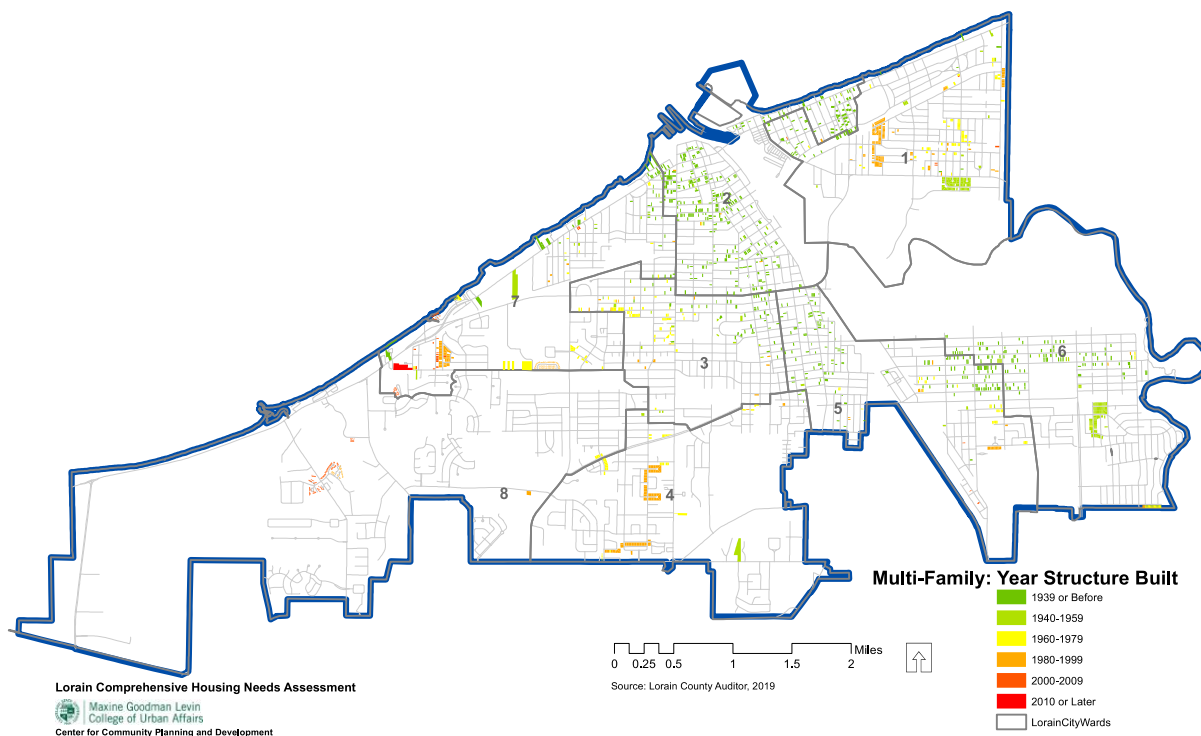 1
2
7
3
6
5
8
4
Multi-Family: Year Structure Built
1939 or Before
1940-1959
1960-1979
1980-1999
2000-2009
2010 or Later
LorainCityWards
Miles
0 0.25 0.5 1 1.5 2
Source: Lorain County Auditor, 2019
Lorain Comprehensive Housing Needs Assessment
Maxine Goodman Levin
College of Urban Affairs
Center for Community Planning and Development